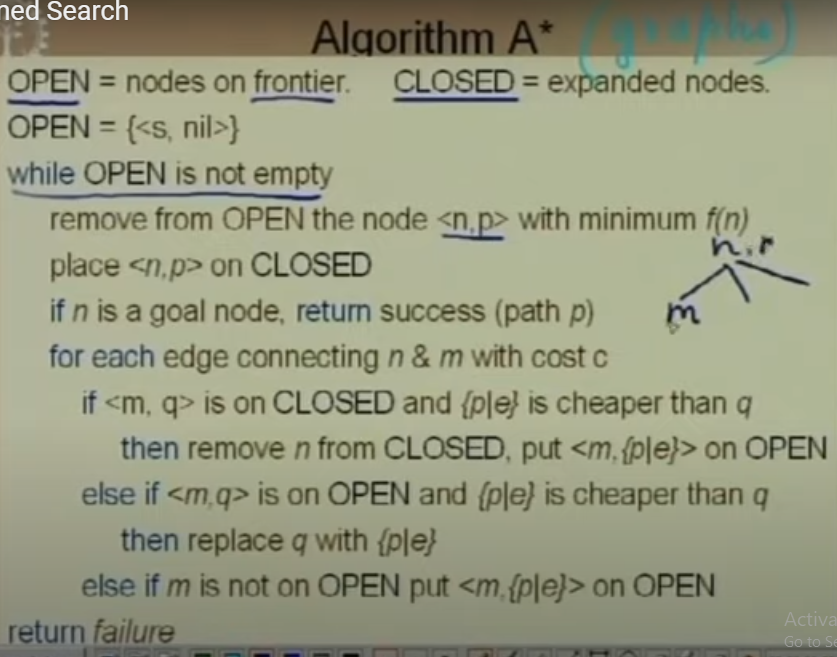 ned Search
Algorithm A* (graphs)
OPEN = nodes on frontier. CLOSED = expanded nodes.
OPEN = {<s, nil>}
while OPEN is not empty
remove from OPEN the node <n,p> with minimum f(n)
place <n,p> on CLOSED
n,p
if n is a goal node, return success (path p)
m
for each edge connecting n & m with cost c
if <m, q> is on CLOSED and {p|e} is cheaper than q
then remove n from CLOSED, put <m,{p|e}> on OPEN
else if <m,q> is on OPEN and {p|e} is cheaper than q
then replace q with {p|e}
else if m is not on OPEN put <m,{p|e}> on OPEN
return failure
Activa
Go to Se